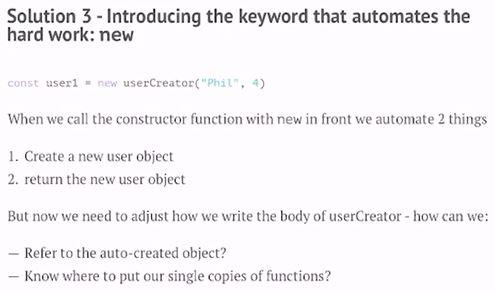 Solution 3 - Introducing the keyword that automates the
hard work: new
const user1 = new userCreator("Phil", 4)
When we call the constructor function with new in front we automate 2 things
1. Create a new user object
2. return the new user object
But now we need to adjust how we write the body of userCreator - how can we:
— Refer to the auto-created object?
— Know where to put our single copies of functions?